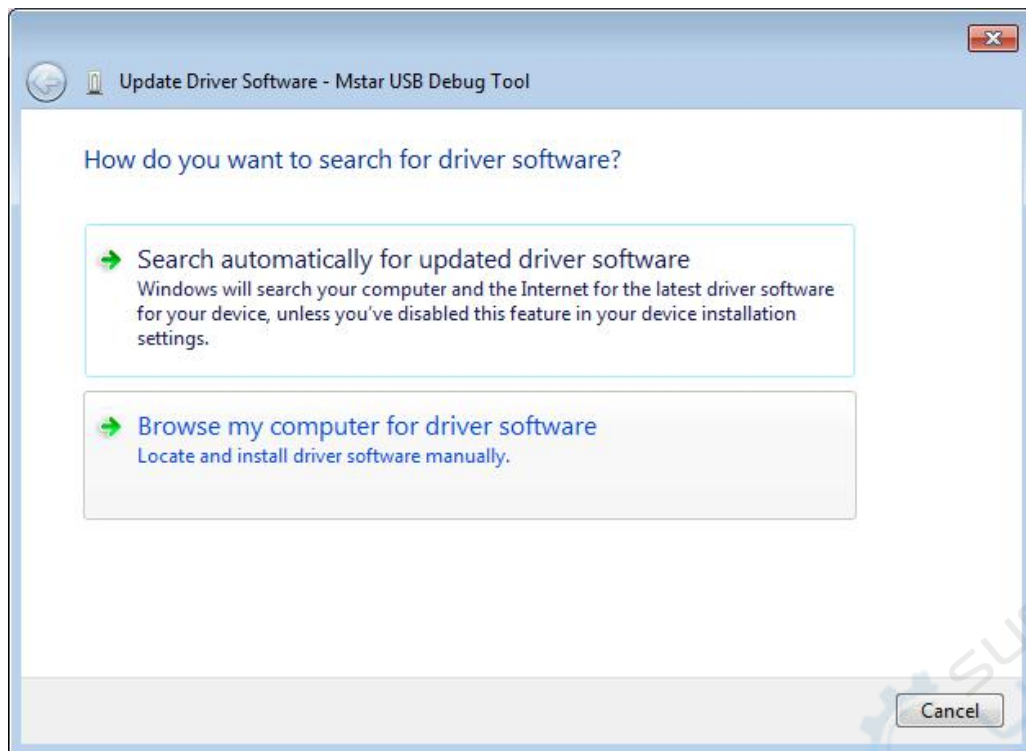 Update Driver Software - Mstar USB Debug Tool
How do you want to search for driver software?
Search automatically for updated driver software
Windows will search your computer and the Internet for the latest driver software
for your device, unless you've disabled this feature in your device installation
settings.
Browse my computer for driver software
Locate and install driver software manually.
Cancel